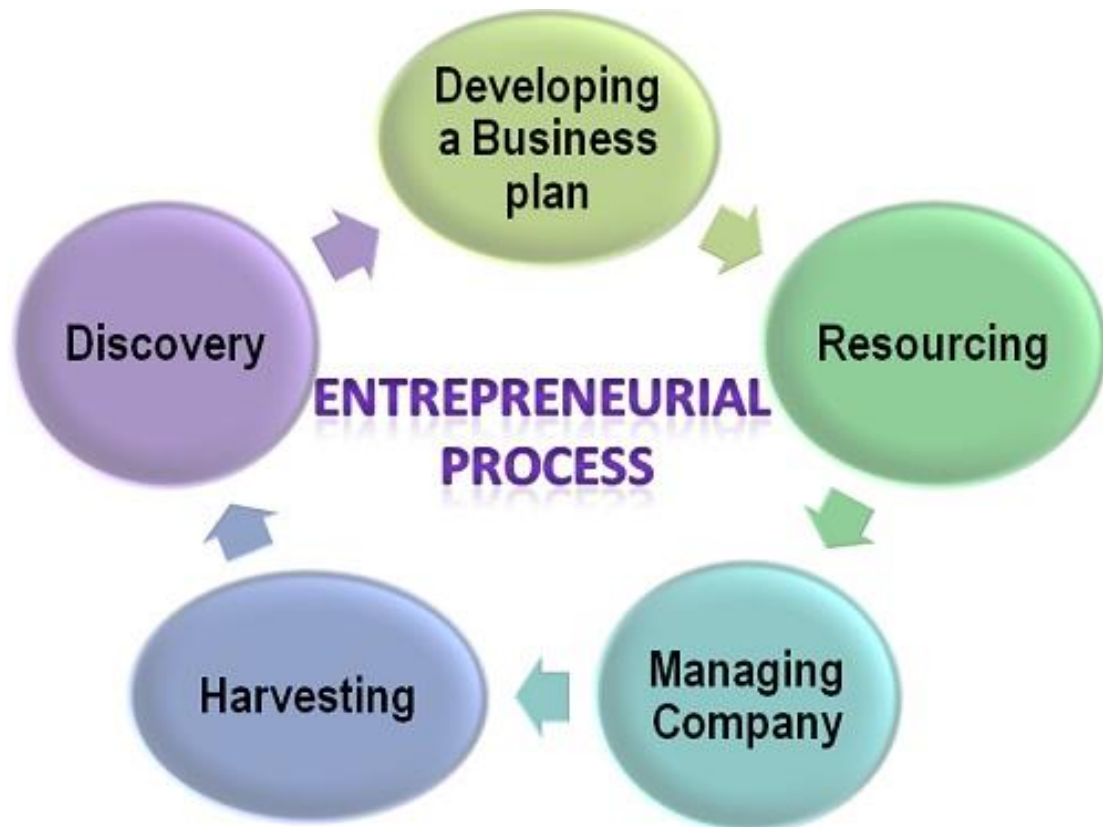 Developing
a Business
plan
Discovery
Resourcing
ENTREPRENEURIAL
PROCESS
Harvesting
Managing
Company